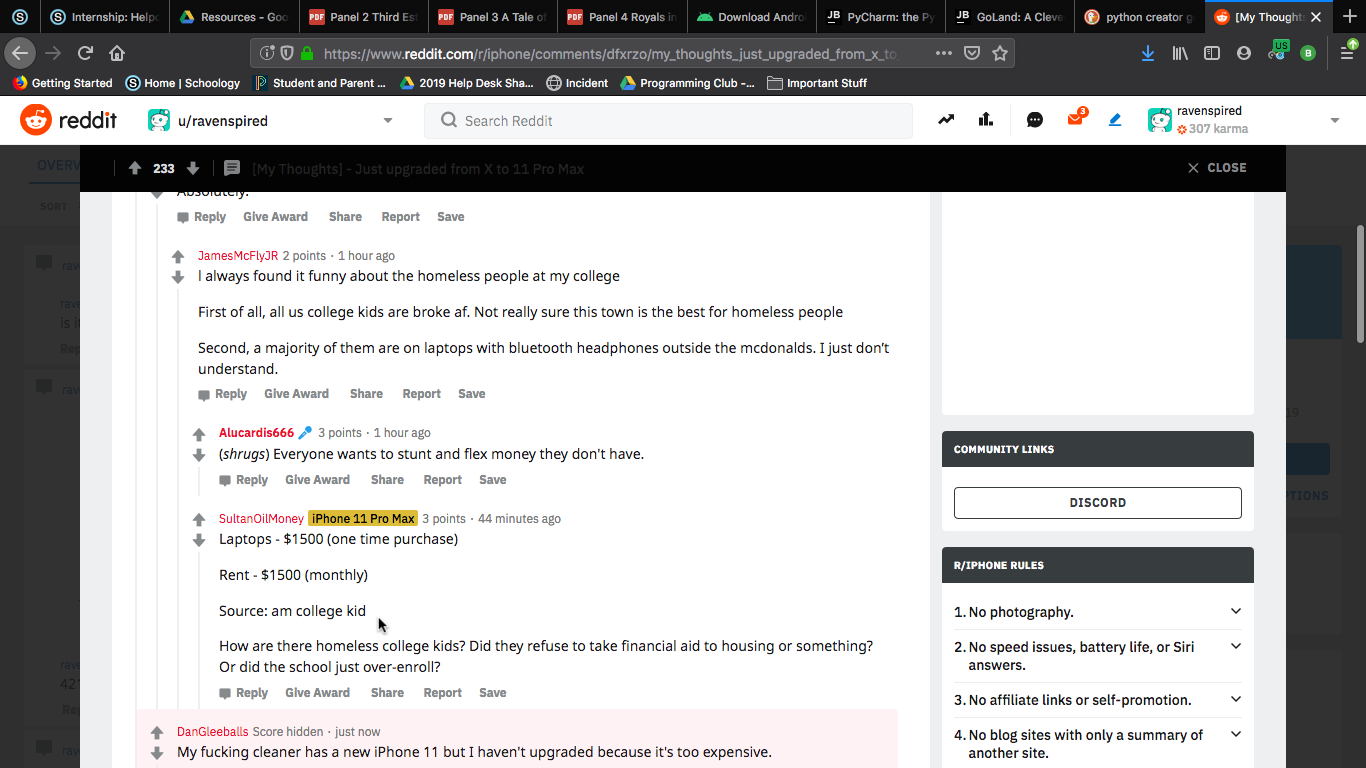 Internship: Help
Resources - Goo
Panel 2 Third Est
Panel 3 A Tale of
Panel 4 Royals in
Download Andro
PyCharm: the Py
GoLand: A Cleve
python creator g
[My Thought
https://www.reddit.com/r/iphone/comments/dfxrzo/my_thoughts_just_upgraded_from_x_to_
US
B
Getting Started
Home | Schoology
Student and Parent ...
2019 Help Desk Sha...
Incident
Programming Club -...
Important Stuff
reddit
u/ravenspired
Search Reddit
3
ravenspired
307 karma
OVERV
SORT
233
[My Thoughts] - Just upgraded from X to 11 Pro Max
CLOSE
Absolutely.
Reply Give Award Share Report Save
JamesMcFlyJR 2 points · 1 hour ago
I always found it funny about the homeless people at my college
First of all, all us college kids are broke af. Not really sure this town is the best for homeless people
Second, a majority of them are on laptops with bluetooth headphones outside the mcdonalds. I just don't
understand.
Reply Give Award Share Report Save
Alucardis666 3 points · 1 hour ago
(shrugs) Everyone wants to stunt and flex money they don't have.
Reply Give Award Share Report Save
SultanOilMoney iPhone 11 Pro Max 3 points · 44 minutes ago
Laptops - $1500 (one time purchase)
Rent - $1500 (monthly)
Source: am college kid
How are there homeless college kids? Did they refuse to take financial aid to housing or something?
Or did the school just over-enroll?
Reply Give Award Share Report Save
DanGleeballs Score hidden · just now
My fucking cleaner has a new iPhone 11 but I haven't upgraded because it's too expensive.
COMMUNITY LINKS
DISCORD
R/IPHONE RULES
1. No photography.
2. No speed issues, battery life, or Siri
answers.
3. No affiliate links or self-promotion.
4. No blog sites with only a summary of
another site.